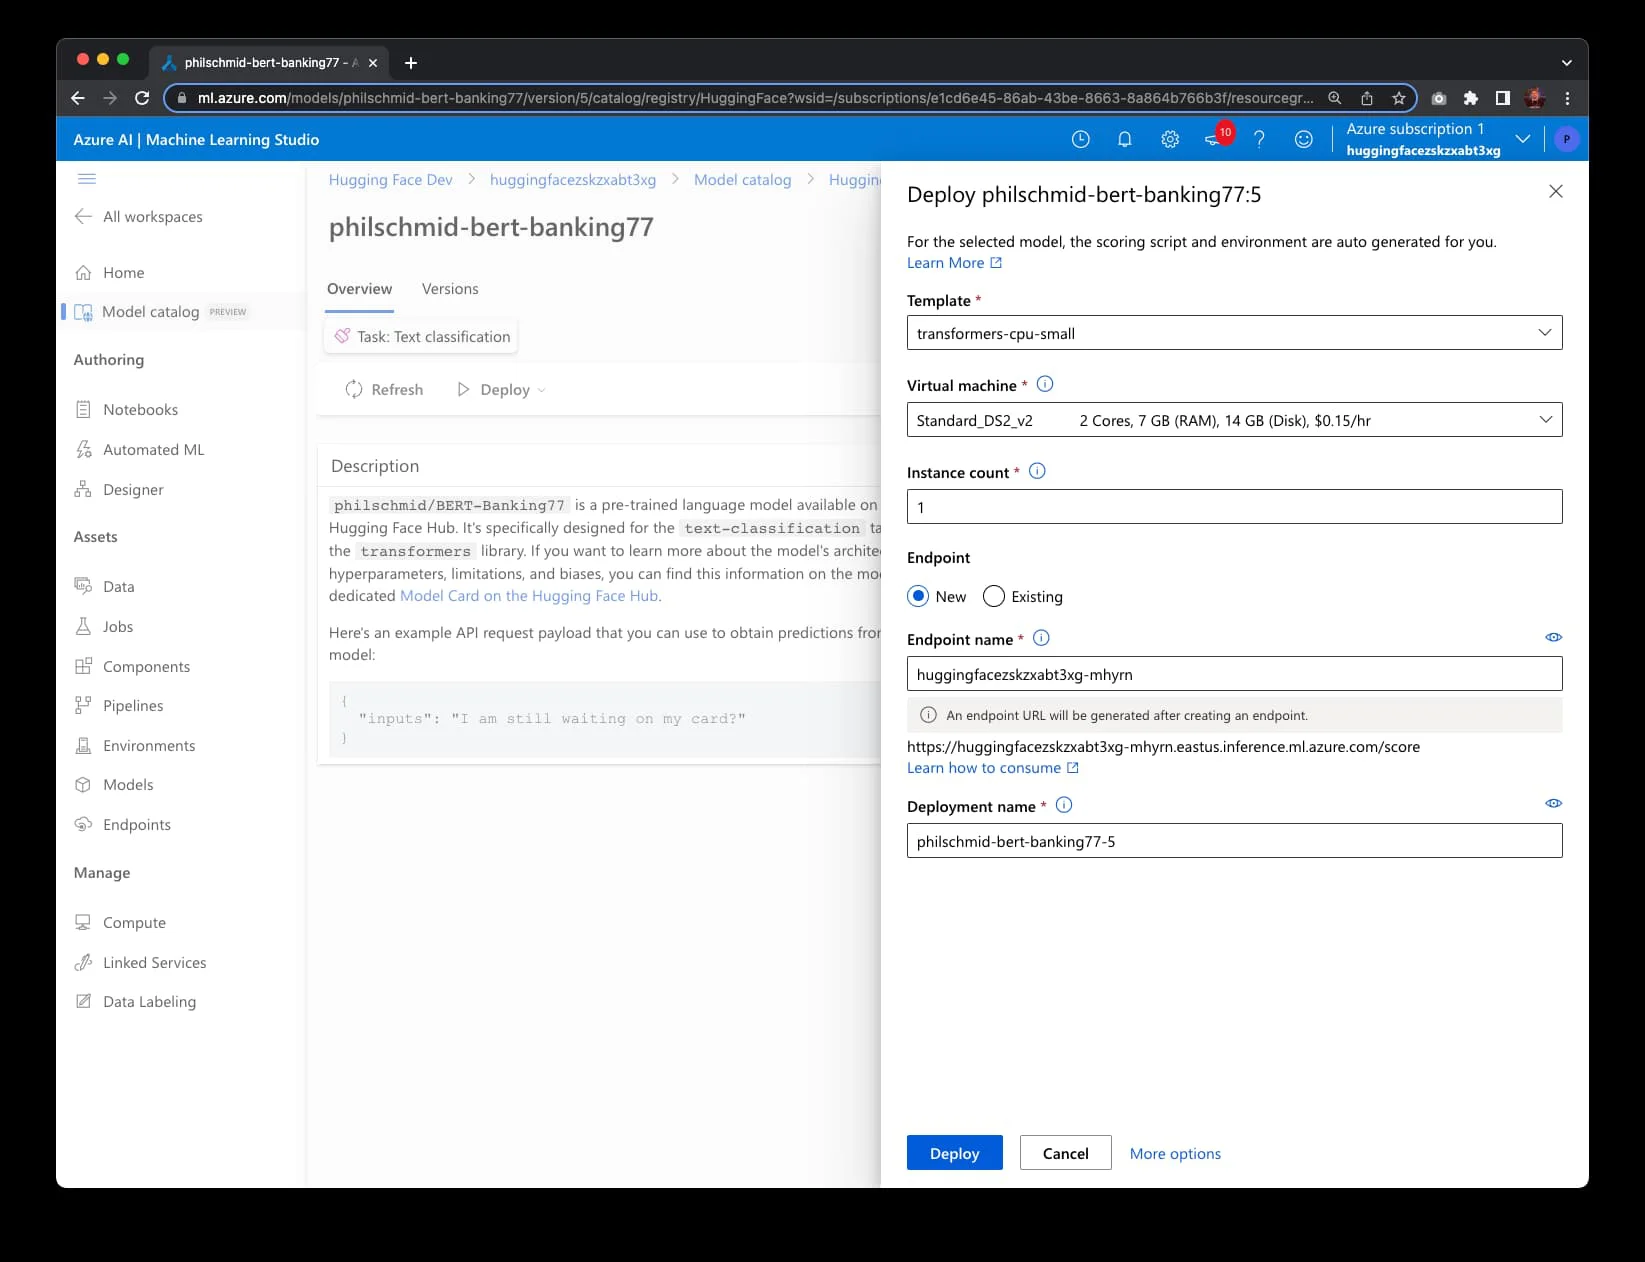 philschmid-bert-banking77 - A
ml.azure.com/models/philschmid-bert-banking77/version/5/catalog/registry/HuggingFace?wsid=/subscriptions/e1cd6e45-86ab-43be-8663-8a864b766b3f/resourcegr...
Azure AI | Machine Learning Studio
10
Azure subscription 1
huggingfacezskzxabt3xg
P
All workspaces
Home
Model catalog PREVIEW
Authoring
Notebooks
Automated ML
Designer
Assets
Data
Jobs
Components
Pipelines
Environments
Models
Endpoints
Manage
Compute
Linked Services
Data Labeling
Hugging Face Dev > huggingfacezskzxabt3xg > Model catalog > Huggin
philschmid-bert-banking77
Overview Versions
Task: Text classification
Refresh Deploy
Description
philschmid/BERT-Banking77 is a pre-trained language model available on
Hugging Face Hub. It's specifically designed for the text-classification ta
the transformers library. If you want to learn more about the model's archite
hyperparameters, limitations, and biases, you can find this information on the mo
dedicated Model Card on the Hugging Face Hub.
Here's an example API request payload that you can use to obtain predictions from
model:
{
"inputs": "I am still waiting on my card?"
}
Deploy philschmid-bert-banking77:5
For the selected model, the scoring script and environment are auto generated for you.
Learn More
Template *
transformers-cpu-small
Virtual machine *
Standard_DS2_v2 2 Cores, 7 GB (RAM), 14 GB (Disk), $0.15/hr
Instance count *
1
Endpoint
New Existing
Endpoint name *
huggingfacezskzxabt3xg-mhyrn
An endpoint URL will be generated after creating an endpoint.
https://huggingfacezskzxabt3xg-mhyrn.eastus.inference.ml.azure.com/score
Learn how to consume
Deployment name *
philschmid-bert-banking77-5
Deploy Cancel More options